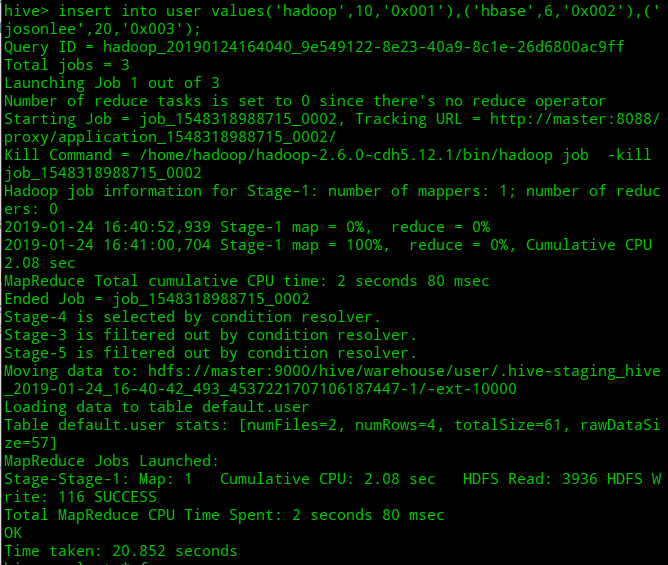 hive> insert into user values('hadoop',10,'0x001'),('hbase',6,'0x002'),('
josonlee',20,'0x003');
Query ID = hadoop_20190124164040_9e549122-8e23-40a9-8c1e-26d6800ac9ff
Total jobs = 3
Launching Job 1 out of 3
Number of reduce tasks is set to 0 since there's no reduce operator
Starting Job = job_1548318988715_0002, Tracking URL = http://master:8088/
proxy/application_1548318988715_0002/
Kill Command = /home/hadoop/hadoop-2.6.0-cdh5.12.1/bin/hadoop job  -kill
job_1548318988715_0002
Hadoop job information for Stage-1: number of mappers: 1; number of reduc
ers: 0
2019-01-24 16:40:52,939 Stage-1 map = 0%,  reduce = 0%
2019-01-24 16:41:00,704 Stage-1 map = 100%,  reduce = 0%, Cumulative CPU
2.08 sec
MapReduce Total cumulative CPU time: 2 seconds 80 msec
Ended Job = job_1548318988715_0002
Stage-4 is selected by condition resolver.
Stage-3 is filtered out by condition resolver.
Stage-5 is filtered out by condition resolver.
Moving data to: hdfs://master:9000/hive/warehouse/user/.hive-staging_hive
_2019-01-24_16-40-42_493_4537221707106187447-1/-ext-10000
Loading data to table default.user
Table default.user stats: [numFiles=2, numRows=4, totalSize=61, rawDataSi
ze=57]
MapReduce Jobs Launched:
Stage-Stage-1: Map: 1   Cumulative CPU: 2.08 sec   HDFS Read: 3936 HDFS W
rite: 116 SUCCESS
Total MapReduce CPU Time Spent: 2 seconds 80 msec
OK
Time taken: 20.852 seconds